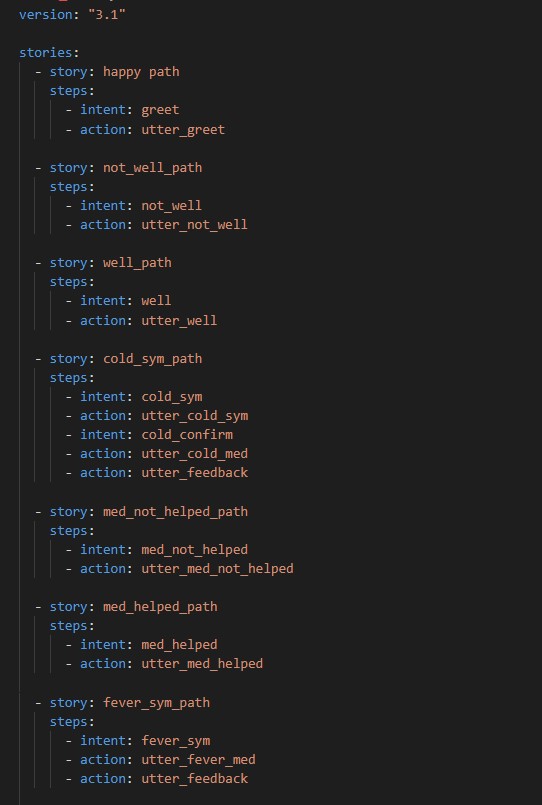 version: "3.1"
stories:
- story: happy path
steps:
- intent: greet
- action: utter_greet
- story: not_well_path
steps:
- intent: not_well
- action: utter_not_well
- story: well_path
steps:
- intent: well
- action: utter_well
- story: cold_sym_path
steps:
- intent: cold_sym
- action: utter_cold_sym
- intent: cold_confirm
- action: utter_cold_med
- action: utter_feedback
- story: med_not_helped_path
steps:
- intent: med_not_helped
- action: utter_med_not_helped
- story: med_helped_path
steps:
- intent: med_helped
- action: utter_med_helped
- story: fever_sym_path
steps:
- intent: fever_sym
- action: utter_fever_med
- action: utter_feedback